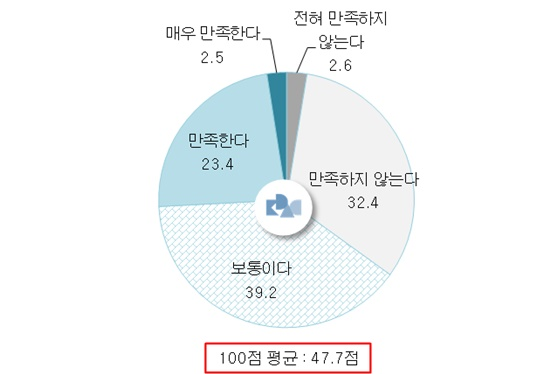 매우 만족한다
2.5
전혀 만족하지
않는다
2.6
만족한다
23.4
만족하지 않는다
32.4
보통이다
39.2
100점 평균 : 47.7점